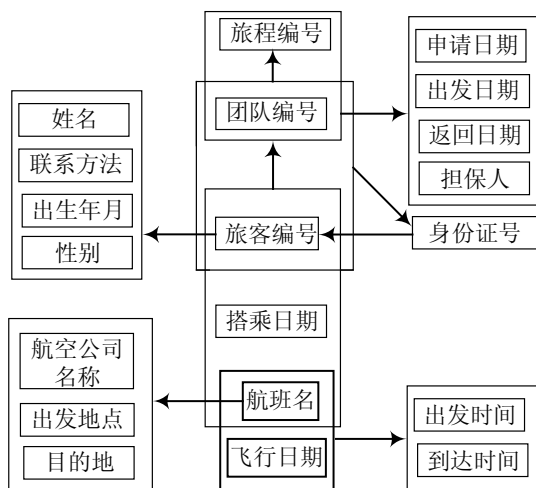 旅程编号
团队编号
申请日期
出发日期
返回日期
担保人
姓名
联系方法
出生年月
性别
旅客编号
身份证号
搭乘日期
航空公司
名称
出发地点
目的地
航班名
飞行日期
出发时间
到达时间